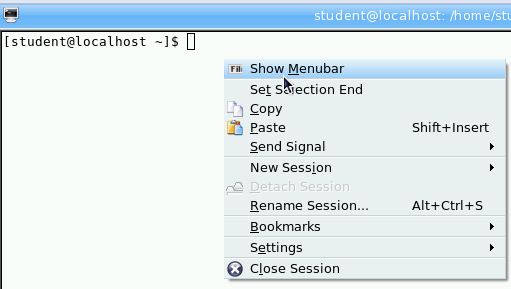 student@localhost: /home/stu
[student@localhost ~]$
Show Menubar
Set Selection End
Copy
Paste Shift+Insert
Send Signal
New Session
Detach Session
Rename Session... Alt+Ctrl+S
Bookmarks
Settings
Close Session